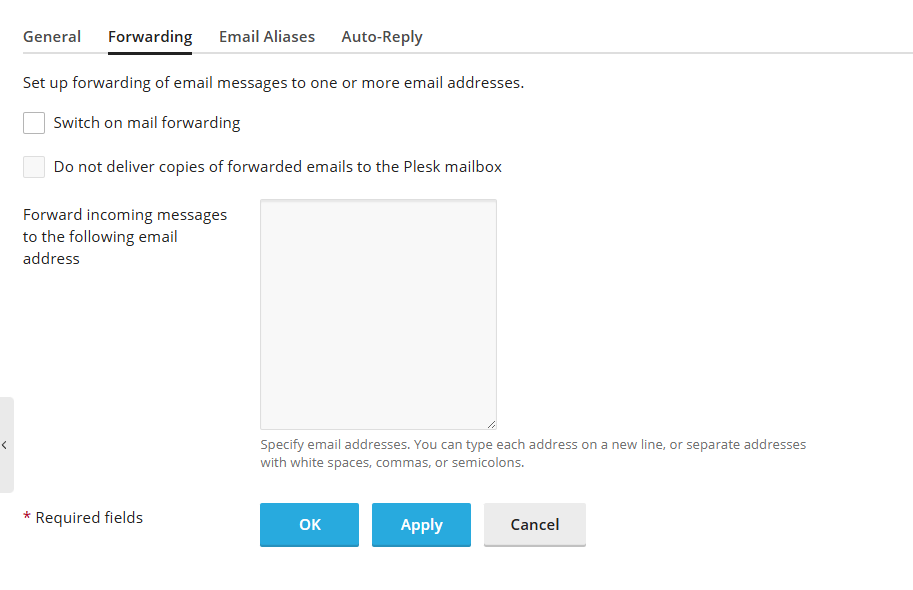 General Forwarding Email Aliases Auto-Reply
Set up forwarding of email messages to one or more email addresses.
Switch on mail forwarding
Do not deliver copies of forwarded emails to the Plesk mailbox
Forward incoming messages
to the following email
address
Specify email addresses. You can type each address on a new line, or separate addresses
with white spaces, commas, or semicolons.
* Required fields
OK Apply Cancel